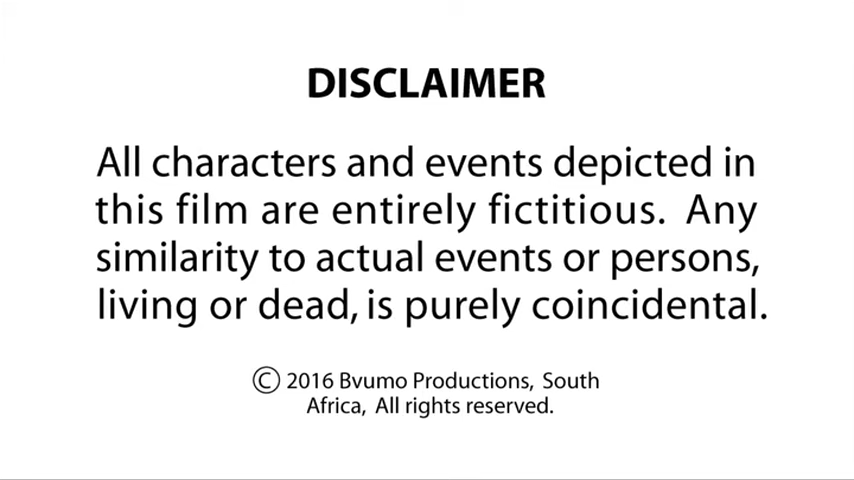 DISCLAIMER
All characters and events depicted in
this film are entirely fictitious. Any
similarity to actual events or persons,
living or dead, is purely coincidental.
© 2016 Bvumo Productions, South
Africa, All rights reserved.